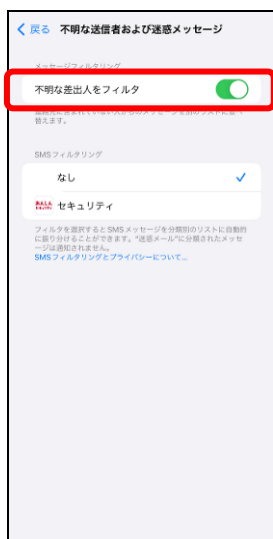 戻る 不明な送信者および迷惑メッセージ
メッセージフィルタリング
不明な差出人をフィルタ
替えます。
SMSフィルタリング
なし
セキュリティ
フィルタを選択するとSMSメッセージを分類別のリストに自動的
に振り分けることができます。"迷惑メール"に分類されたメッセ
ージは通知されません。
SMSフィルタリングとプライバシーについて...